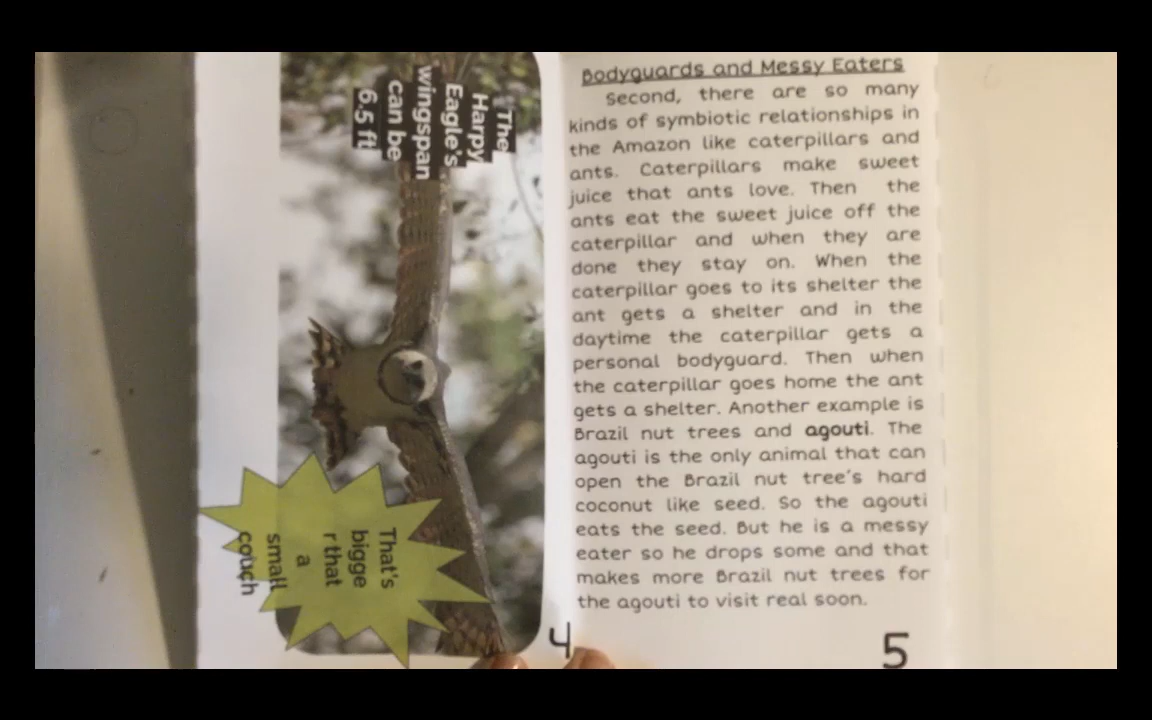 The
Harpy
Eagle's
wingspan
can be
6.5 ft
That's
bigge
r that
a
small
couch
4
Bodyguards and Messy Eaters
Second, there are so many
kinds of symbiotic relationships in
the Amazon like caterpillars and
ants. Caterpillars make sweet
juice that ants love. Then the
ants eat the sweet juice off the
caterpillar and when they are
done they stay on. When the
caterpillar goes to its shelter the
ant gets a shelter and in the
daytime the caterpillar gets a
personal bodyguard. Then when
the caterpillar goes home the ant
gets a shelter. Another example is
Brazil nut trees and agouti. The
agouti is the only animal that can
open the Brazil nut tree's hard
coconut like seed. So the agouti
eats the seed. But he is a messy
eater so he drops some and that
makes more Brazil nut trees for
the agouti to visit real soon.
5